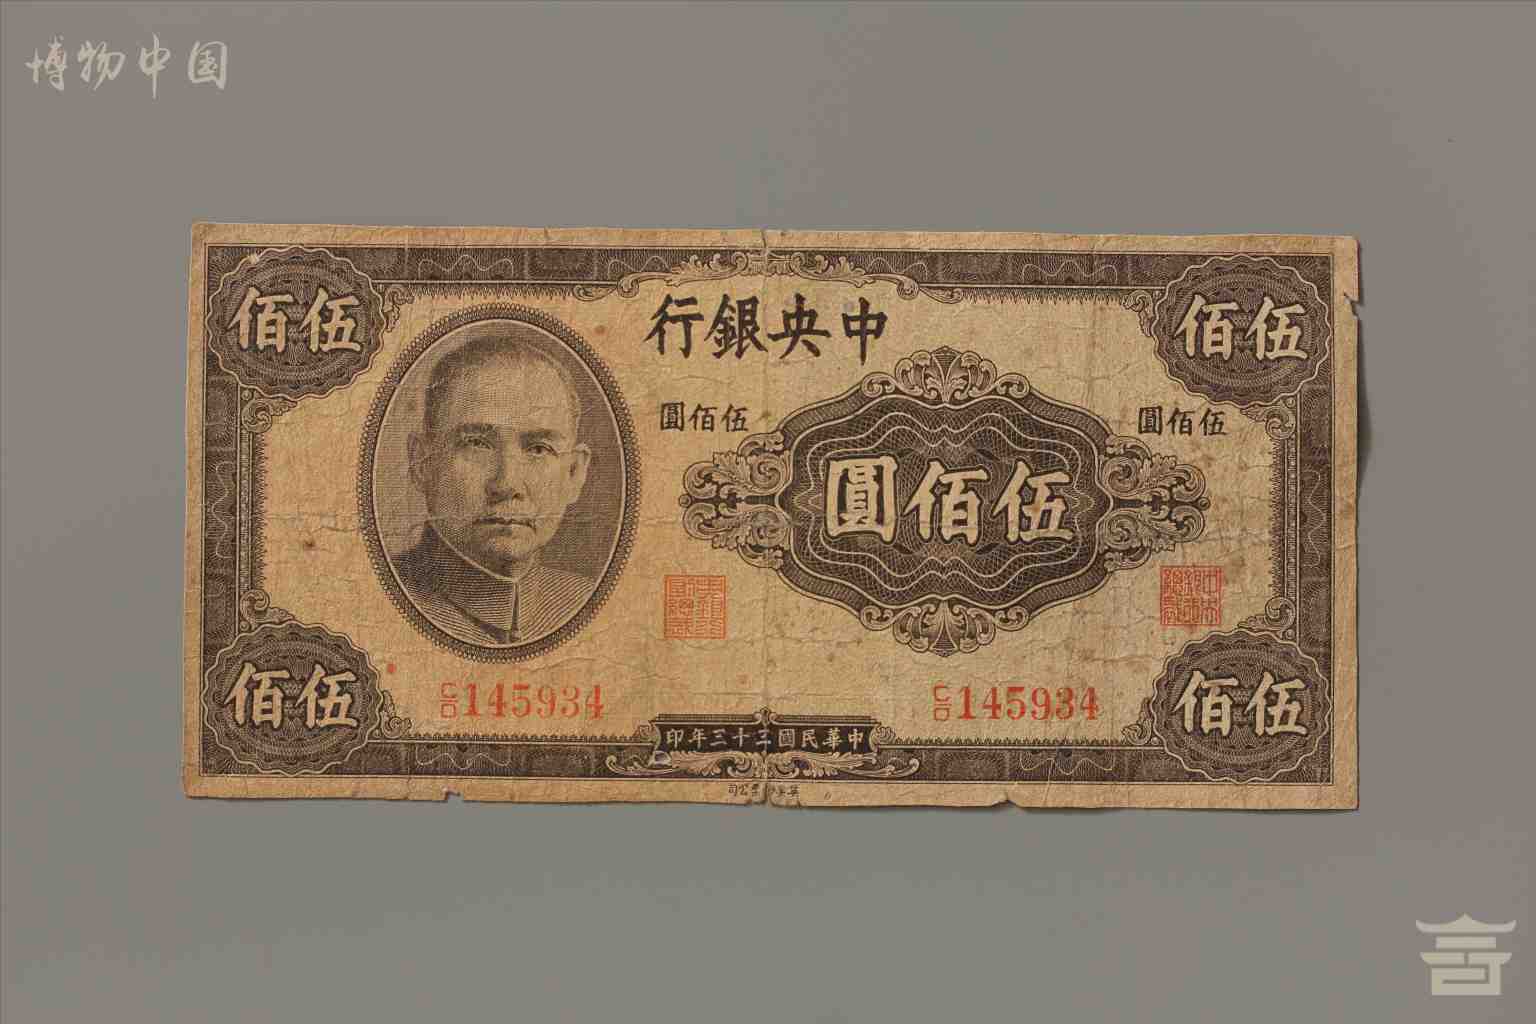 博物中国
伍佰
伍佰
中央銀行
伍佰圓
伍佰圓
伍佰圓
C/D 145934
C/D 145934
伍佰
伍佰
中華民國三十三年印